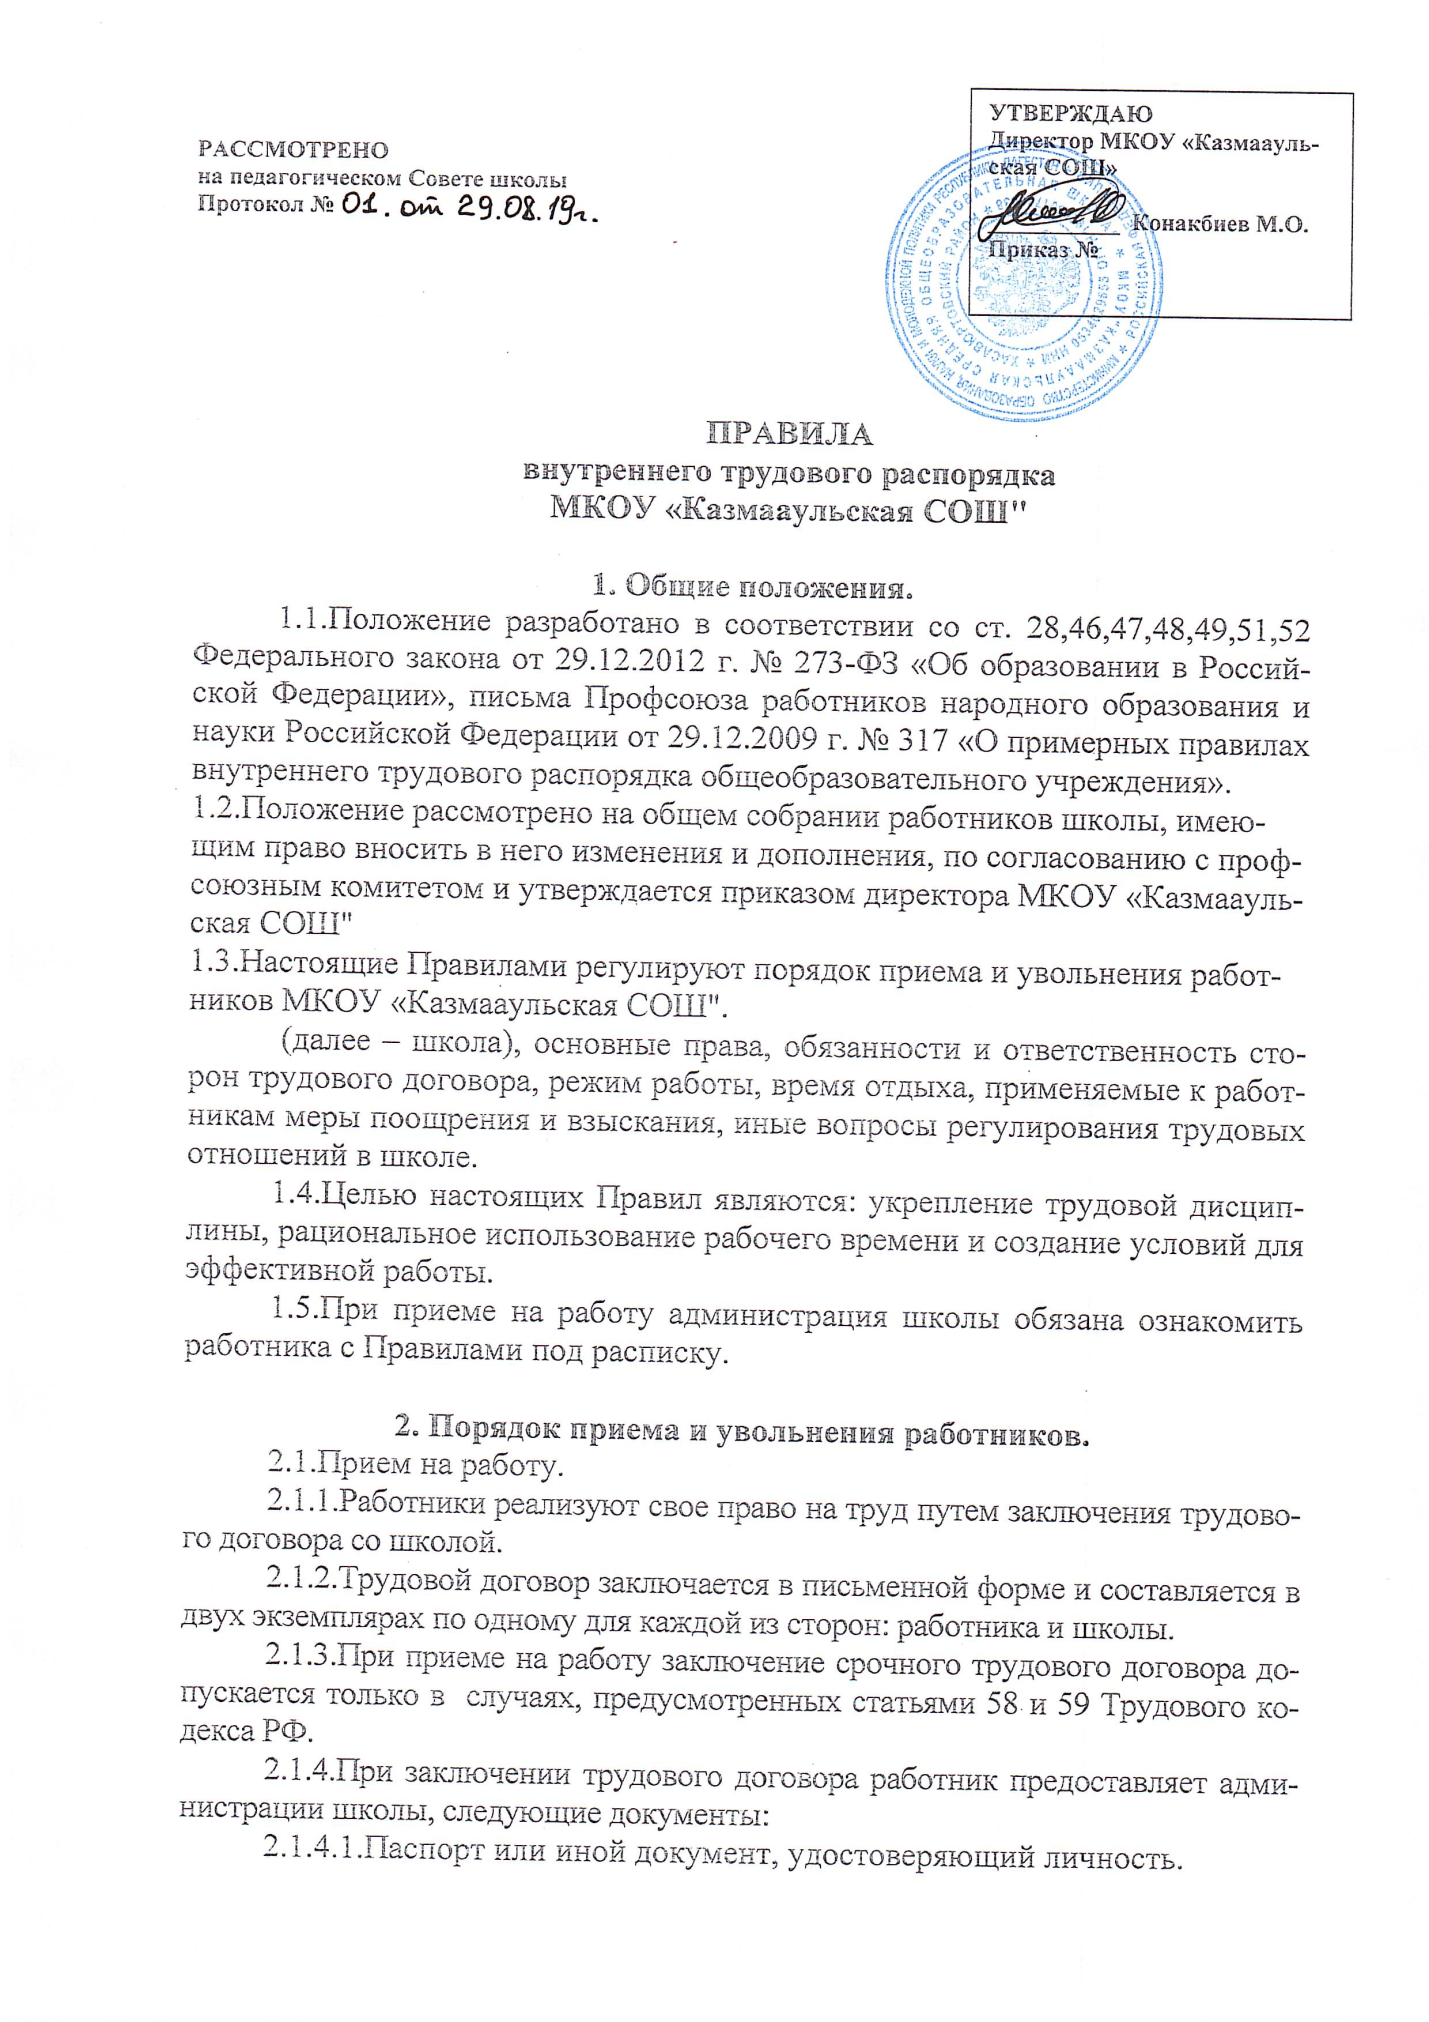 РАССМОТРЕНО
на педагогическом Совете школы
Протокол № 01. от 29.08.19г.
УТВЕРЖДАЮ
Директор МКОУ «Казмаауль-
ская СОШ»
Конакбиев М.О.
Приказ №
ПРАВИЛА
внутреннего трудового распорядка
МКОУ «Казмааульская СОШ"
1. Общие положения.
1.1.Положение разработано в соответствии со ст. 28,46,47,48,49,51,52
Федерального закона от 29.12.2012 г. № 273-ФЗ «Об образовании в Россий-
ской Федерации», письма Профсоюза работников народного образования и
науки Российской Федерации от 29.12.2009 г. № 317 «О примерных правилах
внутреннего трудового распорядка общеобразовательного учреждения».
1.2.Положение рассмотрено на общем собрании работников школы, имею-
щим право вносить в него изменения и дополнения, по согласованию с проф-
союзным комитетом и утверждается приказом директора МКОУ «Казмаауль-
ская СОШ"
1.3.Настоящие Правилами регулируют порядок приема и увольнения работ-
ников МКОУ «Казмааульская СОШ".
(далее – школа), основные права, обязанности и ответственность сто-
рон трудового договора, режим работы, время отдыха, применяемые к работ-
никам меры поощрения и взыскания, иные вопросы регулирования трудовых
отношений в школе.
1.4.Целью настоящих Правил являются: укрепление трудовой дисцип-
лины, рациональное использование рабочего времени и создание условий для
эффективной работы.
1.5.При приеме на работу администрация школы обязана ознакомить
работника с Правилами под расписку.
2. Порядок приема и увольнения работников.
2.1.Прием на работу.
2.1.1.Работники реализуют свое право на труд путем заключения трудово-
го договора со школой.
2.1.2.Трудовой договор заключается в письменной форме и составляется в
двух экземплярах по одному для каждой из сторон: работника и школы.
2.1.3.При приеме на работу заключение срочного трудового договора до-
пускается только в случаях, предусмотренных статьями 58 и 59 Трудового ко-
декса РФ.
2.1.4.При заключении трудового договора работник предоставляет адми-
нистрации школы, следующие документы:
2.1.4.1.Паспорт или иной документ, удостоверяющий личность.